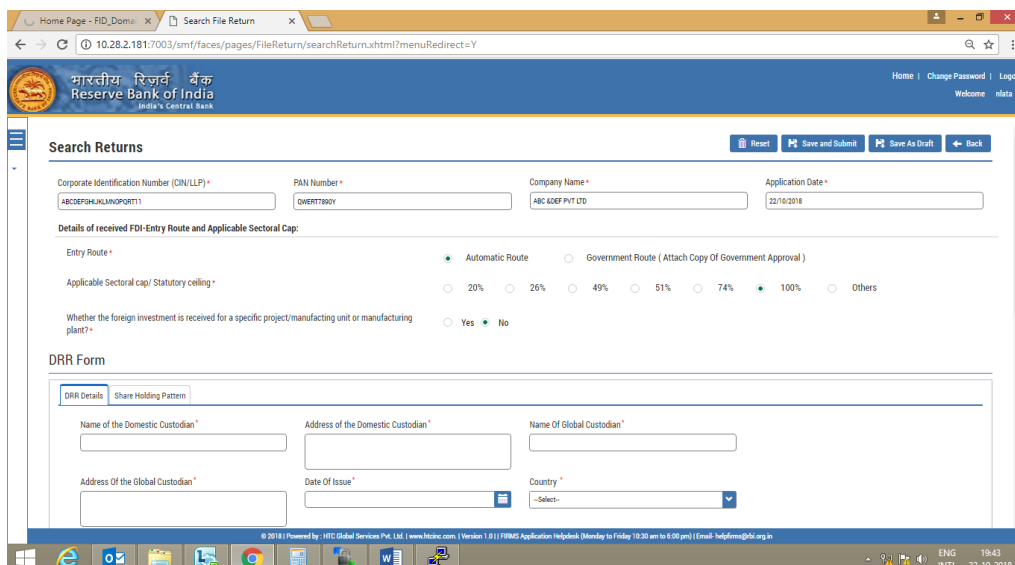 Home Page - FID_Domai
Search File Return
10.28.2.181:7003/smf/faces/pages/FileReturn/searchReturn.xhtml?menuRedirect=Y
भारतीय रिज़र्व बैंक
Reserve Bank of India
India's Central Bank
Home | Change Password | Logo
Welcome nlata
Search Returns
Reset Save and Submit Save As Draft Back
Corporate Identification Number (CIN/LLP)* PAN Number* Company Name* Application Date*
ABCDEFGHIJKLMNOPQRT11 QWERT7890Y ABC &DEF PVT LTD 22/10/2018
Details of received FDI-Entry Route and Applicable Sectoral Cap:
Entry Route* Automatic Route Government Route ( Attach Copy Of Government Approval )
Applicable Sectoral cap/ Statutory ceiling* 20% 26% 49% 51% 74% 100% Others
Whether the foreign investment is received for a specific project/manufacting unit or manufacturing
plant?* Yes No
DRR Form
DRR Details Share Holding Pattern
Name of the Domestic Custodian* Address of the Domestic Custodian* Name Of Global Custodian*
Address Of the Global Custodian* Date Of Issue* Country *
--Select--
© 2018 | Powered by : HTC Global Services Pvt. Ltd. | www.htcinc.com. | Version 1.0 | | FIRMS Application Helpdesk (Monday to Friday 10:30 am to 6:00 pm) | Email- helpfirms@rbi.org.in
ENG 19:43
INTL 22-10-2018